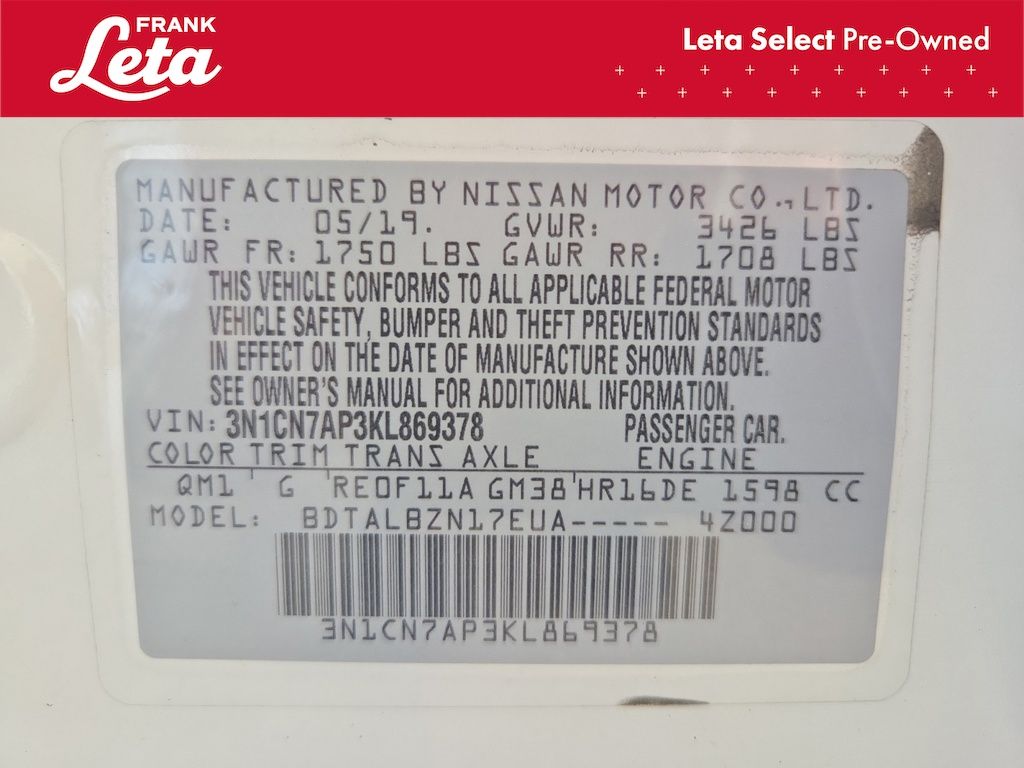 FRANK
Leta
Leta Select Pre-Owned
MANUFACTURED BY NISSAN MOTOR CO., LTD.
DATE: 05/19. GVWR: 3426 LBS
GAWR FR: 1750 LBS GAWR RR: 1708 LBS
THIS VEHICLE CONFORMS TO ALL APPLICABLE FEDERAL MOTOR
VEHICLE SAFETY, BUMPER AND THEFT PREVENTION STANDARDS
IN EFFECT ON THE DATE OF MANUFACTURE SHOWN ABOVE.
SEE OWNER'S MANUAL FOR ADDITIONAL INFORMATION.
VIN: 3N1CN7AP3KL869378 PASSENGER CAR.
COLOR TRIM TRANS AXLE ENGINE
QM1 G RE0F11A GM38 HR16DE 1598 CC
MODEL: BDTALBZN17EUA----- 4Z000
3N1CN7AP3KL869378